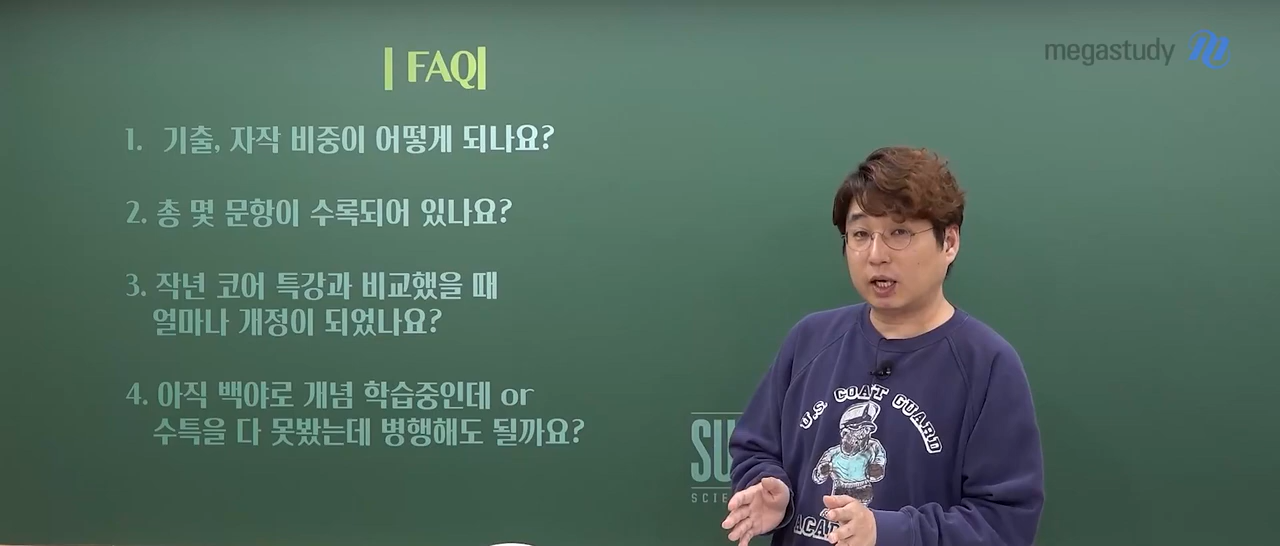 megastudy
| FAQ|
1. 기출, 자작 비중이 어떻게 되나요?
2. 총 몇 문항이 수록되어 있나요?
3. 작년 코어 특강과 비교했을 때
얼마나 개정이 되었나요?
4. 아직 백야로 개념 학습중인데 or
수특을 다 못봤는데 병행해도 될까요?
U.S. COAT GUARD